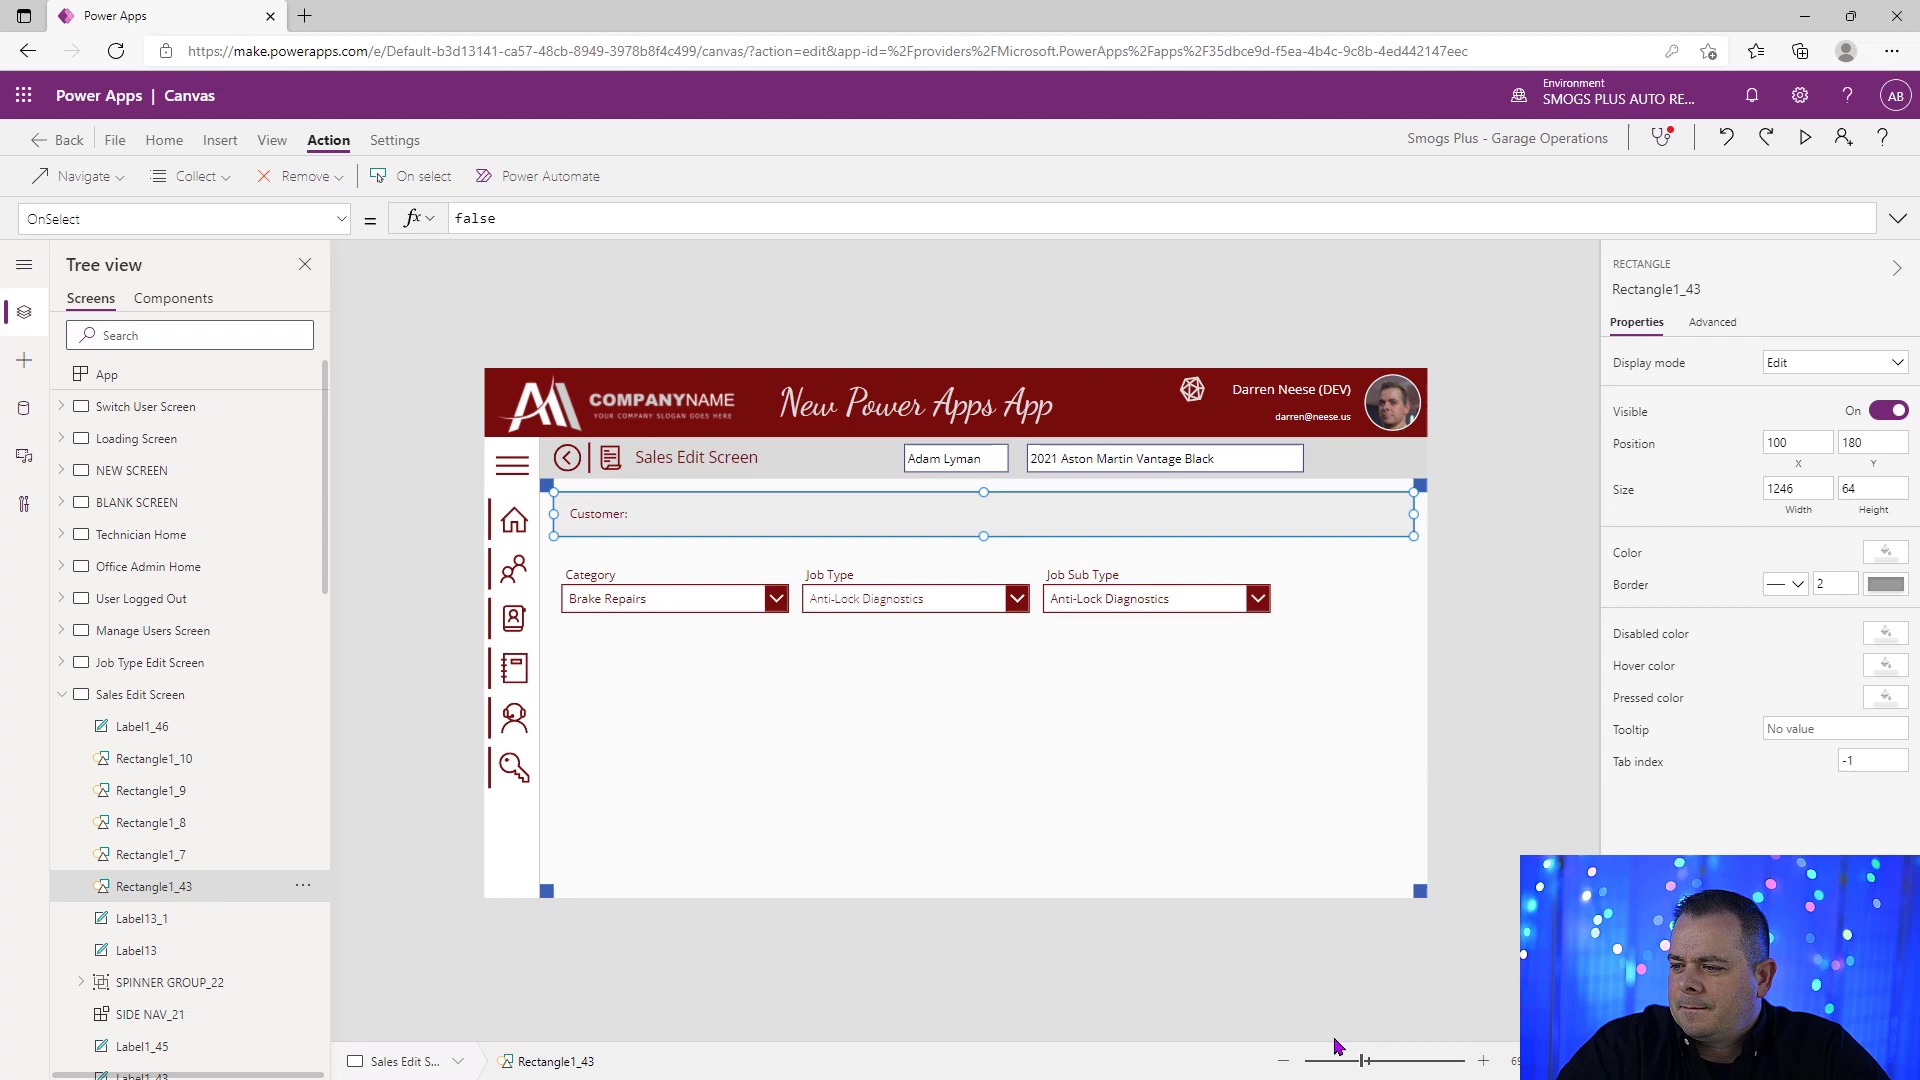 Power Apps
https://make.powerapps.com/e/Default-b3d13141-ca57-48cb-8949-3978b8f4c499/canvas/?action=edit&app-id=%2Fproviders%2FMicrosoft.PowerApps%2Fapps%2F35dbce9d-f5ea-4b4c-9c8b-4ed442147eec
Power Apps | Canvas
Environment
SMOGS PLUS AUTO RE...
AB
Back
File
Home
Insert
View
Action
Settings
Smogs Plus - Garage Operations
Navigate
Collect
Remove
On select
Power Automate
OnSelect
=
fx
false
Tree view
Screens
Components
Search
App
Switch User Screen
Loading Screen
NEW SCREEN
BLANK SCREEN
Technician Home
Office Admin Home
User Logged Out
Manage Users Screen
Job Type Edit Screen
Sales Edit Screen
Label1_46
Rectangle1_10
Rectangle1_9
Rectangle1_8
Rectangle1_7
Rectangle1_43
Label13_1
Label13
SPINNER GROUP_22
SIDE NAV_21
Label1_45
Label1_43
COMPANYNAME
YOUR COMPANY SLOGAN GOES HERE
New Power Apps App
Darren Neese (DEV)
darren@neese.us
Sales Edit Screen
Adam Lyman
2021 Aston Martin Vantage Black
Customer:
Category
Job Type
Job Sub Type
Brake Repairs
Anti-Lock Diagnostics
Anti-Lock Diagnostics
RECTANGLE
Rectangle1_43
Properties
Advanced
Display mode
Edit
Visible
On
Position
100
180
X
Y
Size
1246
64
Width
Height
Color
Border
2
Disabled color
Hover color
Pressed color
Tooltip
No value
Tab index
-1
Sales Edit S...
Rectangle1_43